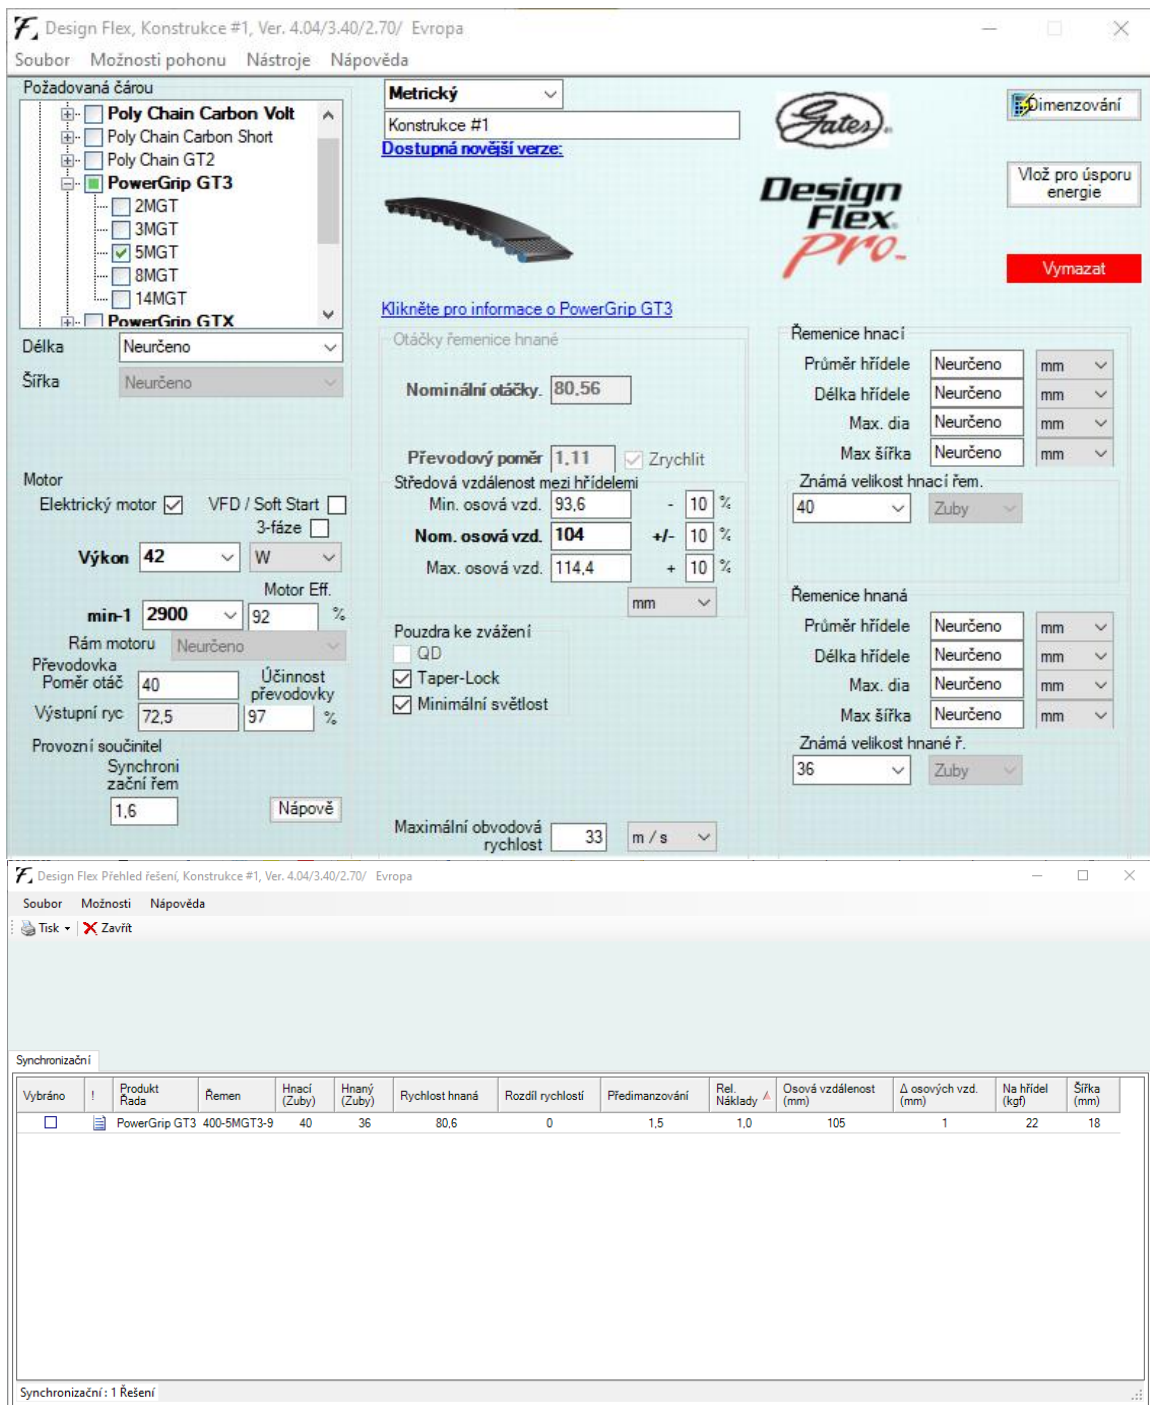 Design Flex, Konstrukce #1, Ver. 4.04/3.40/2.70/ Evropa
Soubor Možnosti pohonu Nástroje Nápověda
Požadovaná čárou
Poly Chain Carbon Volt
Poly Chain Carbon Short
Poly Chain GT2
PowerGrip GT3
2MGT
3MGT
5MGT
8MGT
14MGT
PowerGrip GTX
Délka Neurčeno
Šířka Neurčeno
Motor
Elektrický motor VFD / Soft Start
3-fáze
Výkon 42 W
Motor Eff.
min-1 2900 92 %
Rám motoru Neurčeno
Převodovka
Poměr otáč 40 Účinnost
převodovky
Výstupní ryc 72,5 97 %
Provozní součinitel
Synchroni
zační řem
1,6 Nápově
Metrický
Konstrukce #1
Dostupná novější verze:
Klikněte pro informace o PowerGrip GT3
Otáčky řemenice hnané
Nominální otáčky. 80,56
Převodový poměr 1,11 Zrychlit
Středová vzdálenost mezi hřídelemi
Min. osová vzd. 93,6 - 10 %
Nom. osová vzd. 104 +/- 10 %
Max. osová vzd. 114,4 + 10 %
mm
Pouzdra ke zvážení
QD
Taper-Lock
Minimální světlost
Maximální obvodová
rychlost 33 m / s
Gates
Design
Flex
Pro™
Dimenzování
Vlož pro úsporu
energie
Vymazat
Řemenice hnací
Průměr hřídele Neurčeno mm
Délka hřídele Neurčeno mm
Max. dia Neurčeno mm
Max šířka Neurčeno mm
Známá velikost hnací řem.
40 Zuby
Řemenice hnaná
Průměr hřídele Neurčeno mm
Délka hřídele Neurčeno mm
Max. dia Neurčeno mm
Max šířka Neurčeno mm
Známá velikost hnané ř.
36 Zuby
Design Flex Přehled řešení, Konstrukce #1, Ver. 4.04/3.40/2.70/ Evropa
Soubor Možnosti Nápověda
Tisk Zavřít
Synchronizační
Vybráno ! Produkt Řada Řemen Hnací (Zuby) Hnaný (Zuby) Rychlost hnaná Rozdíl rychlostí Předimanzování Rel. Náklady Osová vzdálenost (mm) Δ osových vzd. (mm) Na hřídel (kgf) Šířka (mm)
PowerGrip GT3 400-5MGT3-9 40 36 80,6 0 1,5 1,0 105 1 22 18
Synchronizační : 1 Řešení